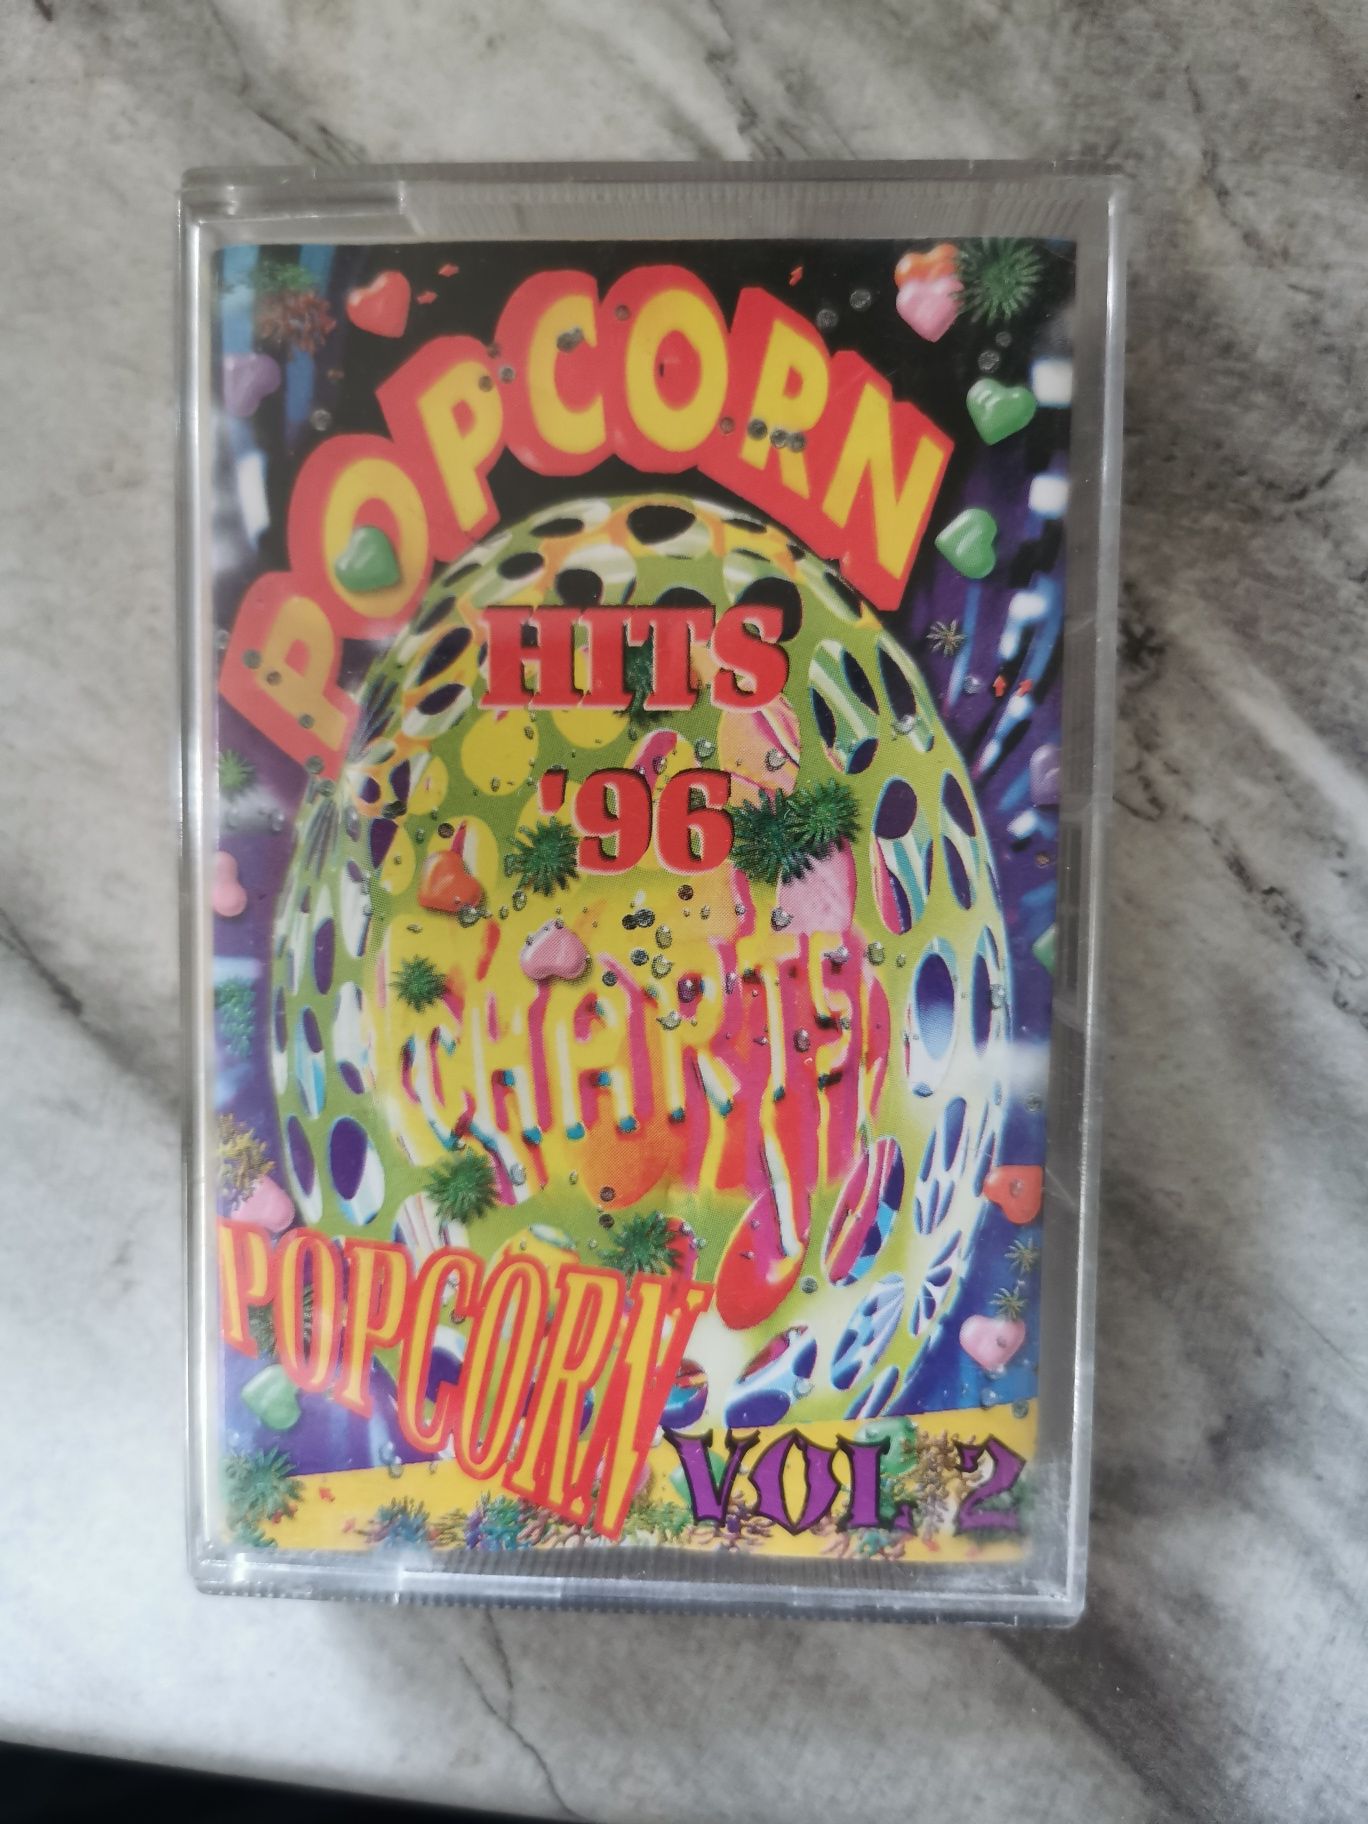 POPCORN
HITS
'96
CHARTS
POPCORN
VOL 2